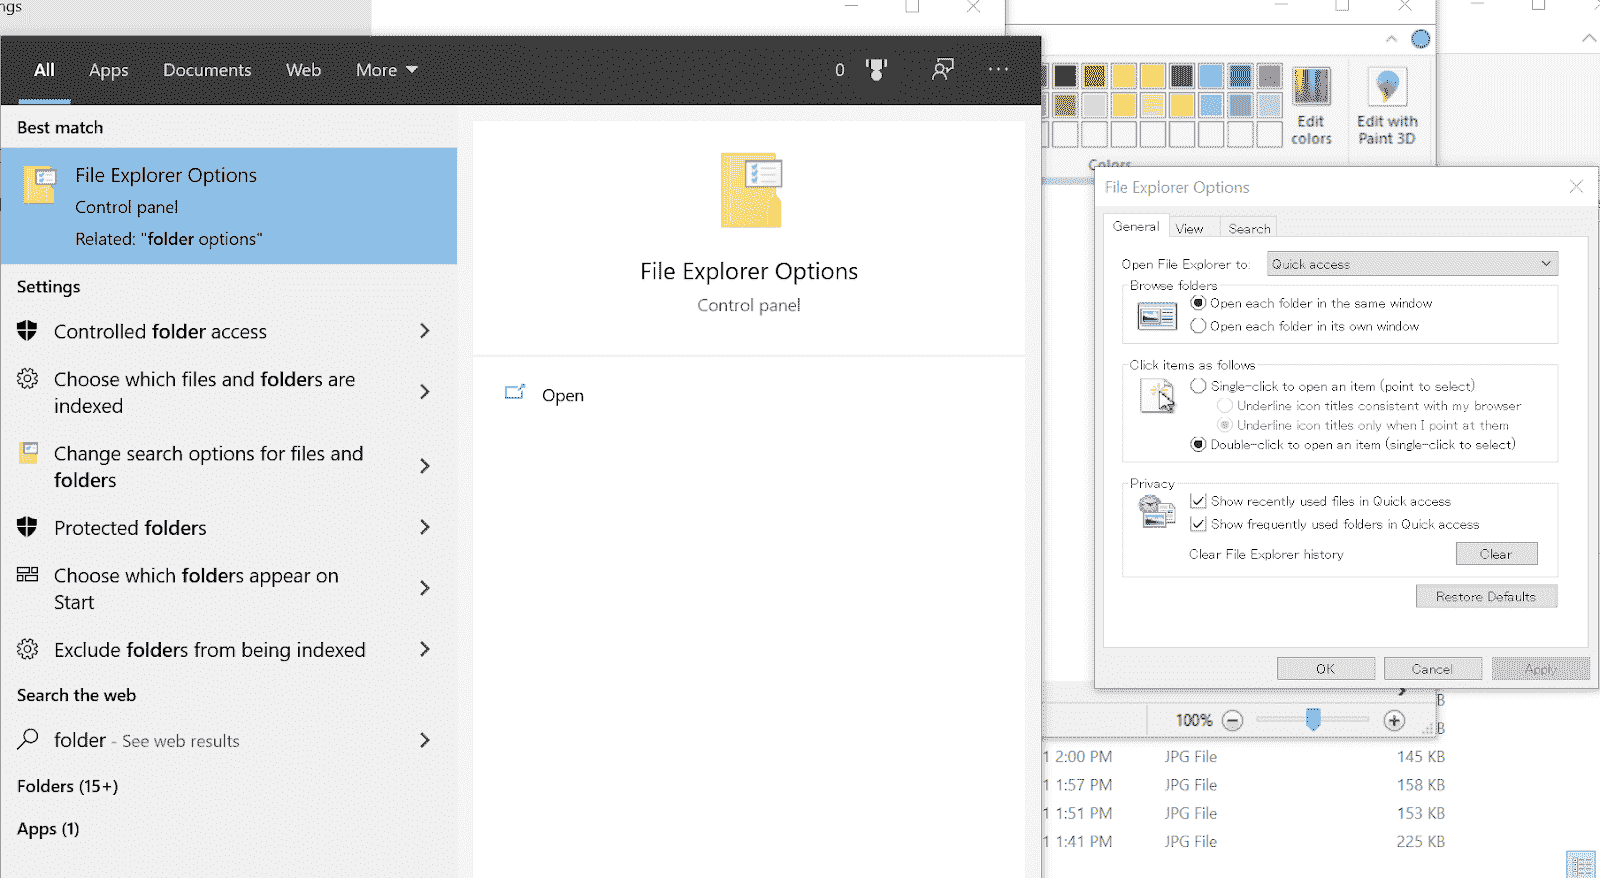 ngs
All Apps Documents Web More 0
Best match
File Explorer Options
Control panel
Related: "folder options"
Settings
Controlled folder access
Choose which files and folders are
indexed
Change search options for files and
folders
Protected folders
Choose which folders appear on
Start
Exclude folders from being indexed
Search the web
folder - See web results
Folders (15+)
Apps (1)
File Explorer Options
Control panel
Open
Edit
colors
Edit with
Paint 3D
Colors
File Explorer Options
General View Search
Open File Explorer to: Quick access
Browse folders
Open each folder in the same window
Open each folder in its own window
Click items as follows
Single-click to open an item (point to select)
Underline icon titles consistent with my browser
Underline icon titles only when I point at them
Double-click to open an item (single-click to select)
Privacy
Show recently used files in Quick access
Show frequently used folders in Quick access
Clear File Explorer history Clear
Restore Defaults
OK Cancel Apply
B
100%
B
1 2:00 PM JPG File 145 KB
1 1:57 PM JPG File 158 KB
1 1:51 PM JPG File 153 KB
1 1:41 PM JPG File 225 KB